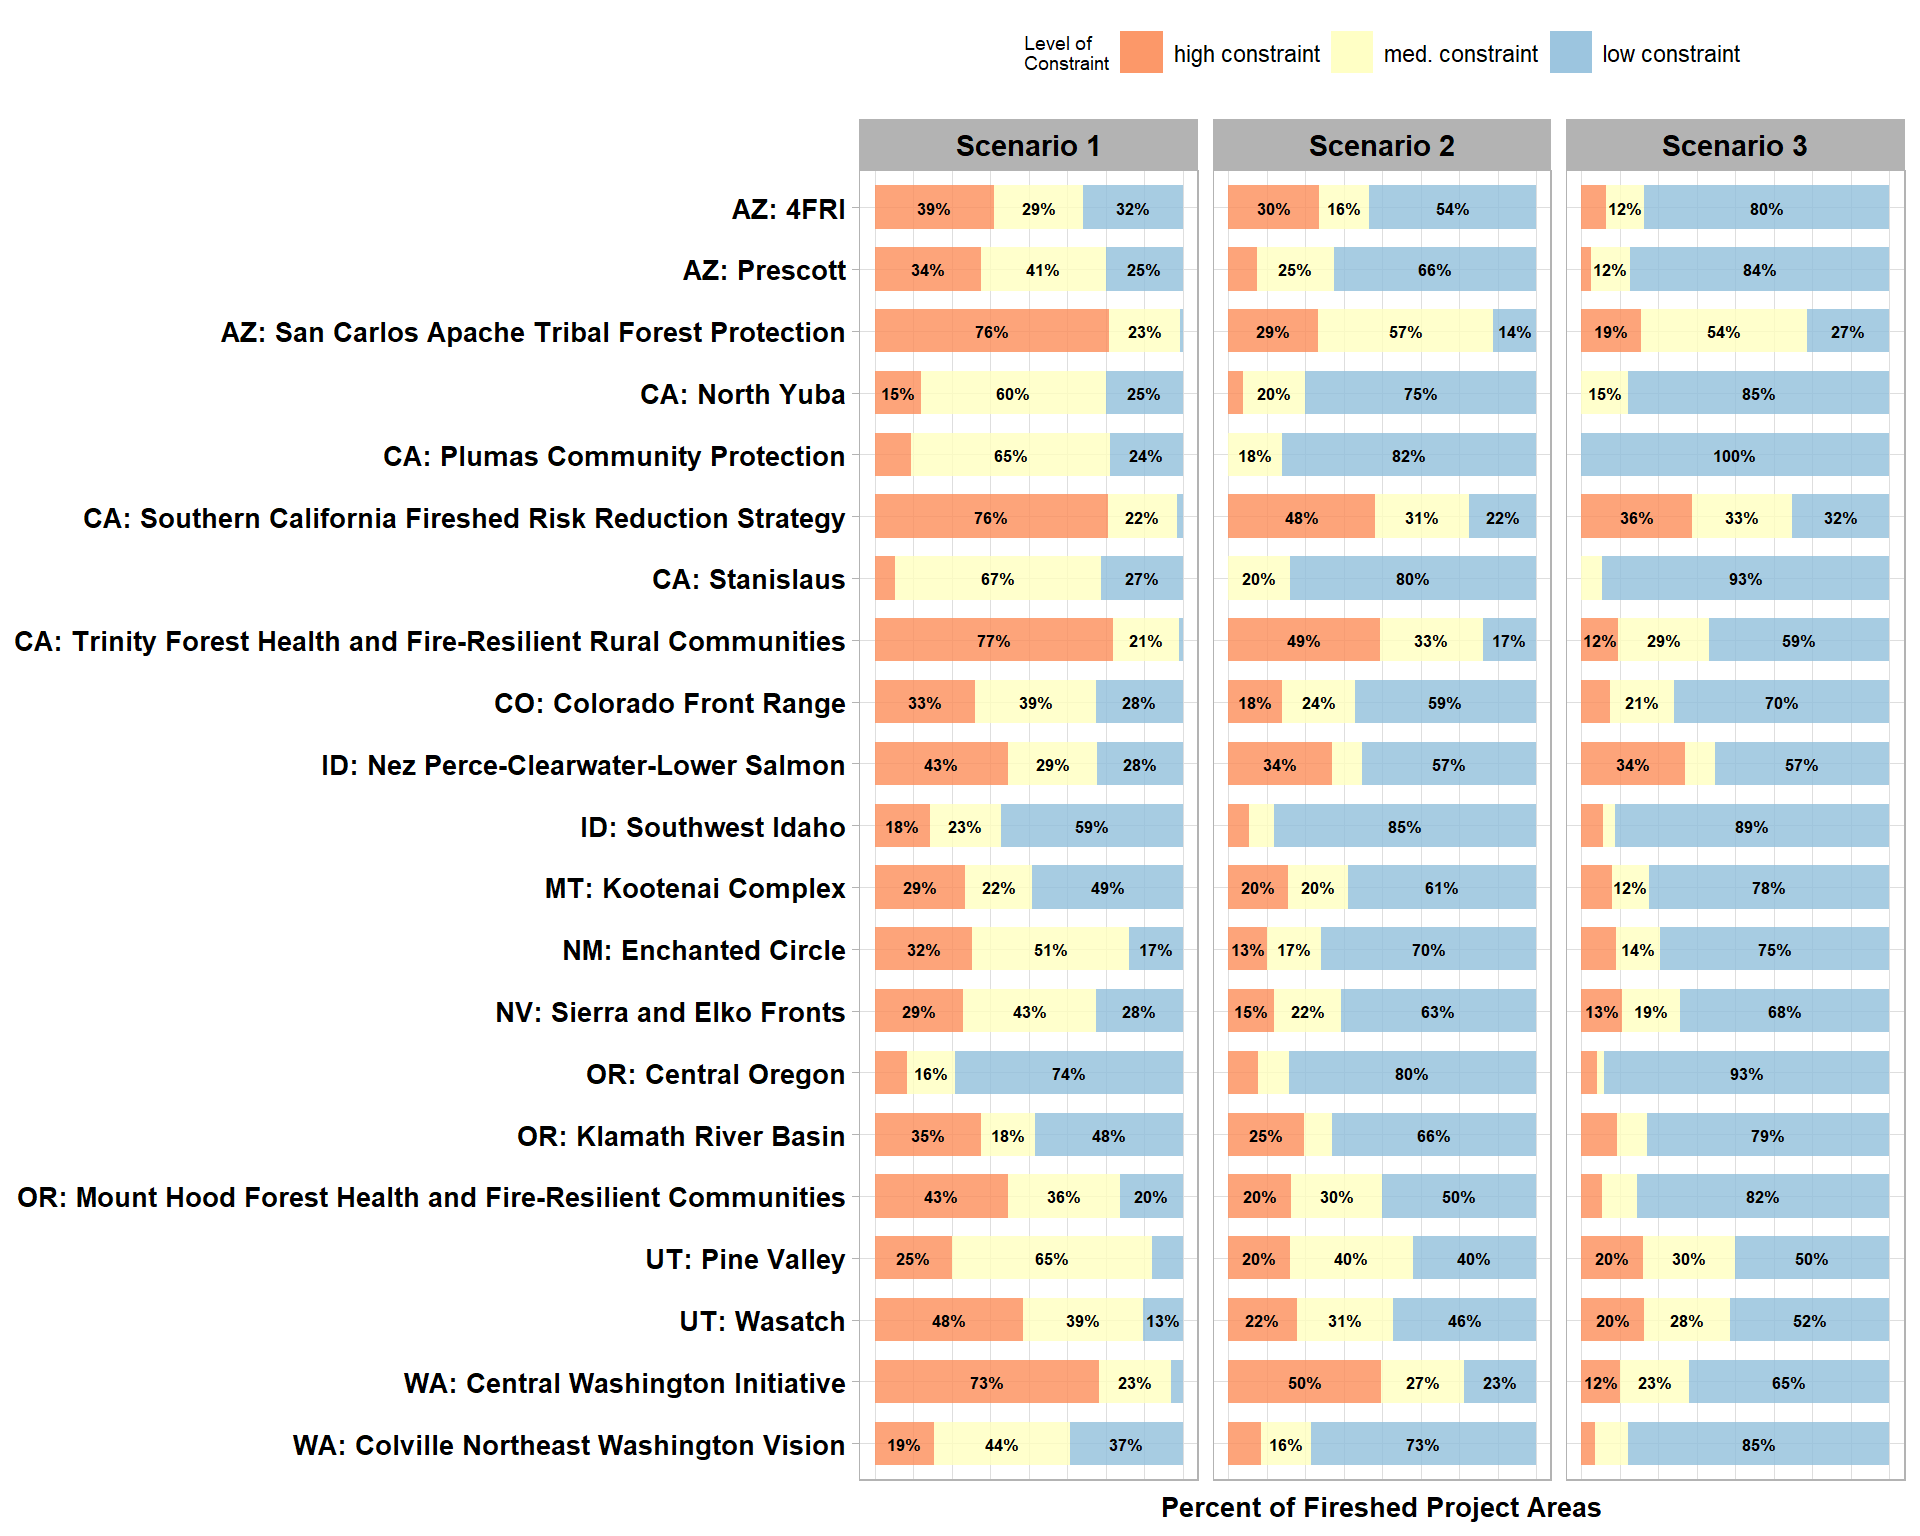 Level of
Constraint
high constraint
med. constraint
low constraint
Scenario 1
Scenario 2
Scenario 3
AZ: 4FRI 39% 29% 32% 30% 16% 54% 12% 80%
AZ: Prescott 34% 41% 25% 25% 66% 12% 84%
AZ: San Carlos Apache Tribal Forest Protection 76% 23% 29% 57% 14% 19% 54% 27%
CA: North Yuba 15% 60% 25% 20% 75% 15% 85%
CA: Plumas Community Protection 65% 24% 18% 82% 100%
CA: Southern California Fireshed Risk Reduction Strategy 76% 22% 48% 31% 22% 36% 33% 32%
CA: Stanislaus 67% 27% 20% 80% 93%
CA: Trinity Forest Health and Fire-Resilient Rural Communities 77% 21% 49% 33% 17% 12% 29% 59%
CO: Colorado Front Range 33% 39% 28% 18% 24% 59% 21% 70%
ID: Nez Perce-Clearwater-Lower Salmon 43% 29% 28% 34% 57% 34% 57%
ID: Southwest Idaho 18% 23% 59% 85% 89%
MT: Kootenai Complex 29% 22% 49% 20% 20% 61% 12% 78%
NM: Enchanted Circle 32% 51% 17% 13% 17% 70% 14% 75%
NV: Sierra and Elko Fronts 29% 43% 28% 15% 22% 63% 13% 19% 68%
OR: Central Oregon 16% 74% 80% 93%
OR: Klamath River Basin 35% 18% 48% 25% 66% 79%
OR: Mount Hood Forest Health and Fire-Resilient Communities 43% 36% 20% 20% 30% 50% 82%
UT: Pine Valley 25% 65% 20% 40% 40% 20% 30% 50%
UT: Wasatch 48% 39% 13% 22% 31% 46% 20% 28% 52%
WA: Central Washington Initiative 73% 23% 50% 27% 23% 12% 23% 65%
WA: Colville Northeast Washington Vision 19% 44% 37% 16% 73% 85%
Percent of Fireshed Project Areas